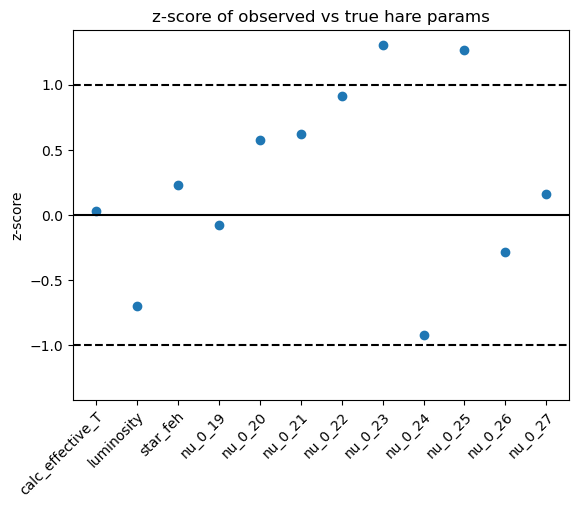 z-score of observed vs true hare params
z-score
1.0
0.5
0.0
−0.5
−1.0
calc_effective_T
luminosity
star_feh
nu_0_19
nu_0_20
nu_0_21
nu_0_22
nu_0_23
nu_0_24
nu_0_25
nu_0_26
nu_0_27